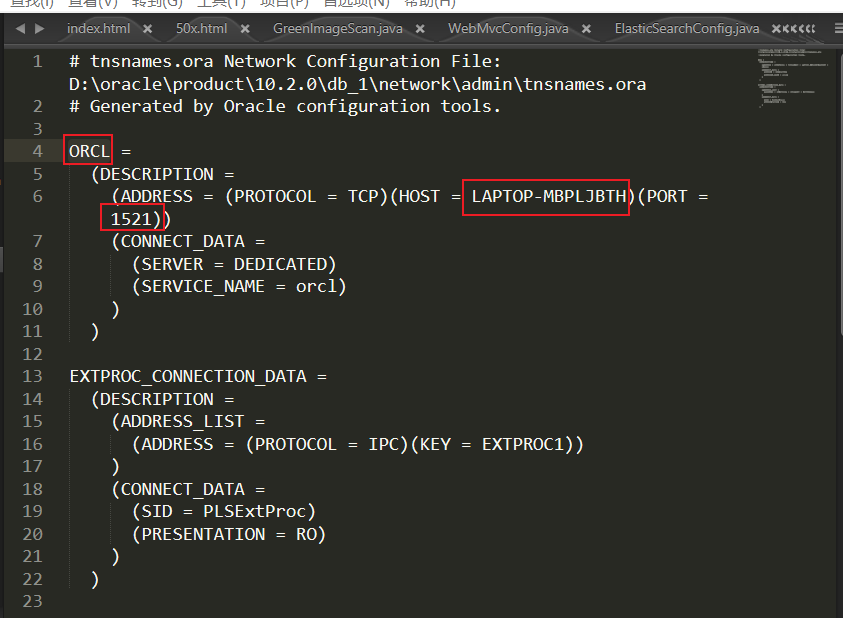 查找(I) 查看(V) 转到(G) 工具(T) 项目(P) 首选项(N) 帮助(H)
index.html 50x.html GreenImageScan.java WebMvcConfig.java ElasticSearchConfig.java
1 # tnsnames.ora Network Configuration File:
D:\oracle\product\10.2.0\db_1\network\admin\tnsnames.ora
2 # Generated by Oracle configuration tools.
3
4 ORCL =
5 (DESCRIPTION =
6 (ADDRESS = (PROTOCOL = TCP)(HOST = LAPTOP-MBPLJBTH)(PORT =
1521))
7 (CONNECT_DATA =
8 (SERVER = DEDICATED)
9 (SERVICE_NAME = orcl)
10 )
11 )
12
13 EXTPROC_CONNECTION_DATA =
14 (DESCRIPTION =
15 (ADDRESS_LIST =
16 (ADDRESS = (PROTOCOL = IPC)(KEY = EXTPROC1))
17 )
18 (CONNECT_DATA =
19 (SID = PLSExtProc)
20 (PRESENTATION = RO)
21 )
22 )
23